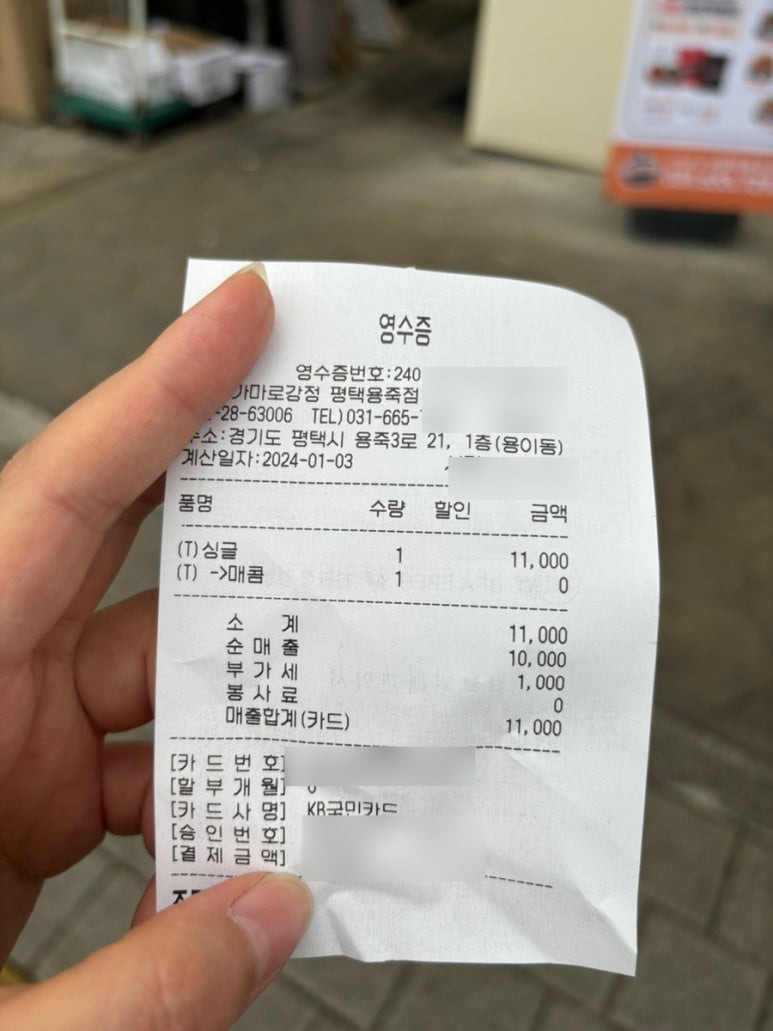 영수증
영수증번호:240
가마로강정 평택용죽점
-28-63006 TEL)031-665-
주소:경기도 평택시 용죽3로 21, 1층(용이동)
계산일자:2024-01-03
품명 수량 할인 금액
(T)싱글 1 11,000
(T) ->매콤 1 0
소 계 11,000
순 매 출 10,000
부 가 세 1,000
봉 사 료 0
매출합계(카드) 11,000
[카 드 번 호]
[할 부 개 월] 0
[카 드 사 명] KB국민카드
[승 인 번 호]
[결 제 금 액]